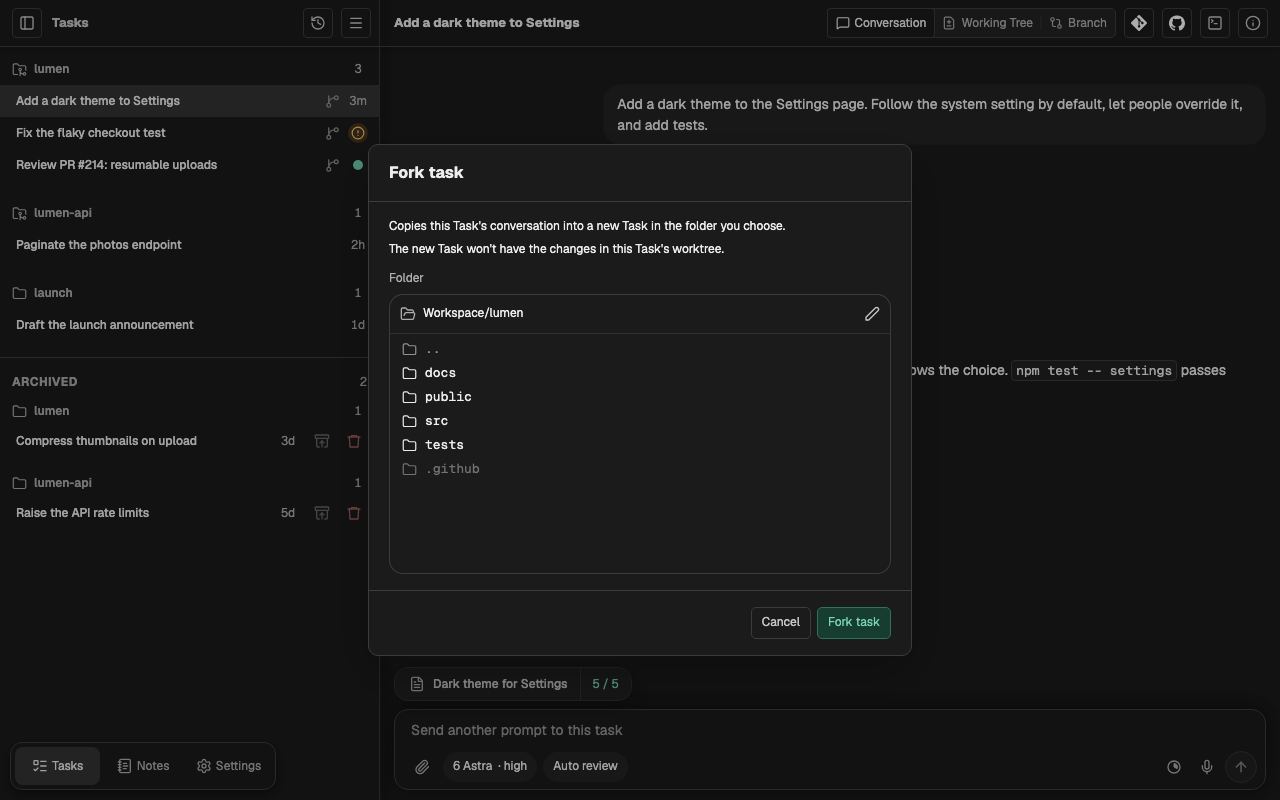 Tasks
Add a dark theme to Settings
Conversation
Working Tree
Branch
lumen 3
Add a dark theme to Settings 3m
Fix the flaky checkout test
Review PR #214: resumable uploads
lumen-api 1
Paginate the photos endpoint 2h
launch 1
Draft the launch announcement 1d
ARCHIVED 2
lumen 1
Compress thumbnails on upload 3d
lumen-api 1
Raise the API rate limits 5d
Tasks
Notes
Settings
Add a dark theme to the Settings page. Follow the system setting by default, let people override it,
and add tests.
the choice. npm test -- settings passes
Fork task
Copies this Task's conversation into a new Task in the folder you choose.
The new Task won't have the changes in this Task's worktree.
Folder
Workspace/lumen
..
docs
public
src
tests
.github
Cancel
Fork task
Dark theme for Settings 5 / 5
Send another prompt to this task
6 Astra · high
Auto review